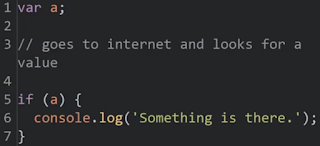 1 var a;
2
3 // goes to internet and looks for a
value
4
5 if (a) {
6   console.log('Something is there.');
7 }